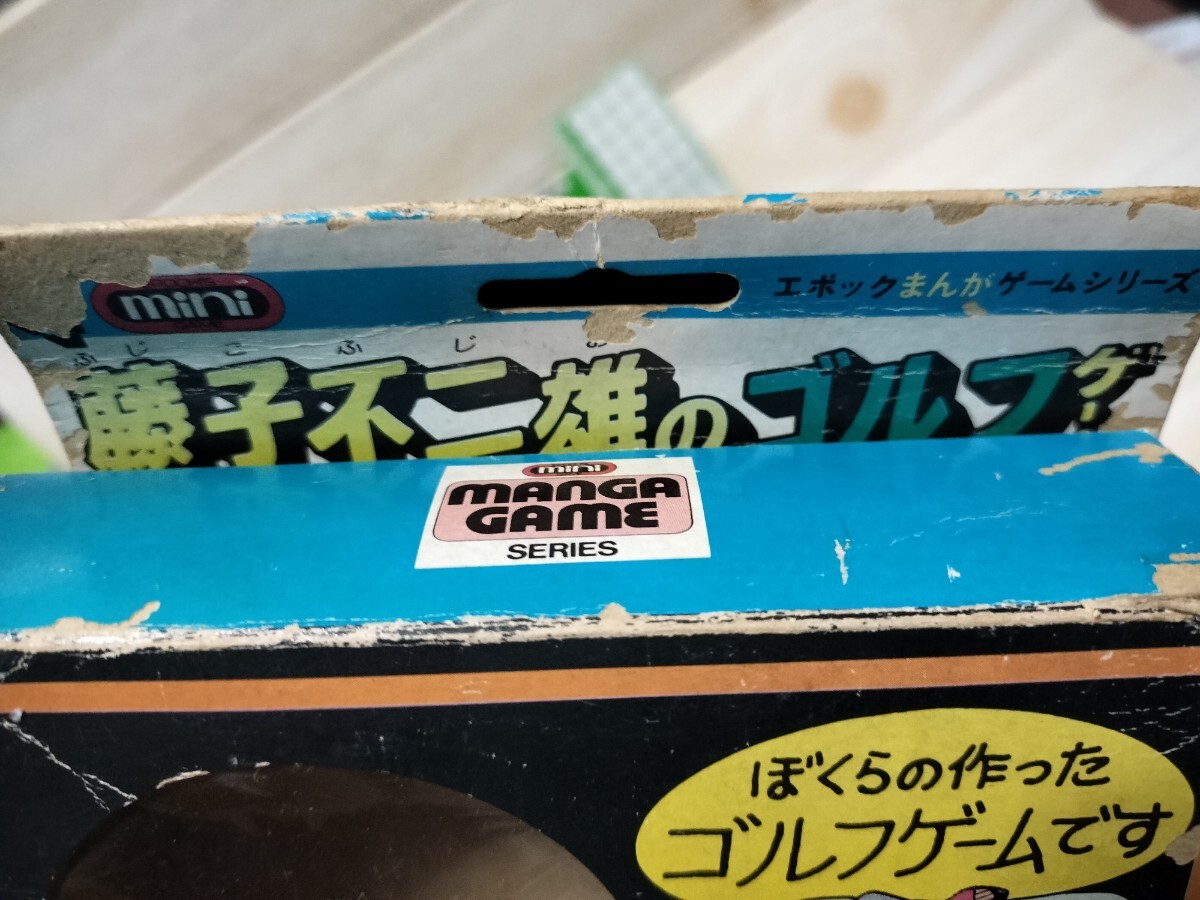 mini
エポックまんがゲームシリーズ
ふじこふじお
藤子不二雄のゴルフゲー
mini
MANGA
GAME
SERIES
ぼくらの作った
ゴルフゲームです